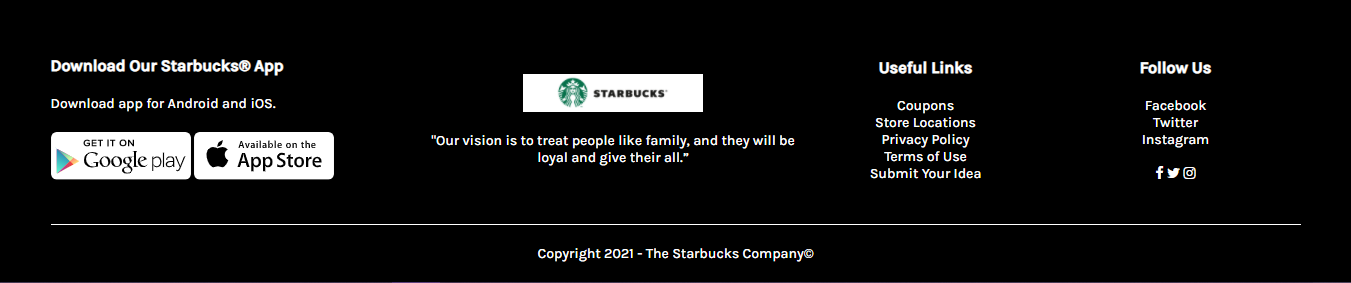 Download Our Starbucks® App
Download app for Android and iOS.
GET IT ON
Google play
Available on the
App Store
STARBUCKS®
"Our vision is to treat people like family, and they will be
loyal and give their all.”
Useful Links
Coupons
Store Locations
Privacy Policy
Terms of Use
Submit Your Idea
Follow Us
Facebook
Twitter
Instagram
Copyright 2021 - The Starbucks Company©